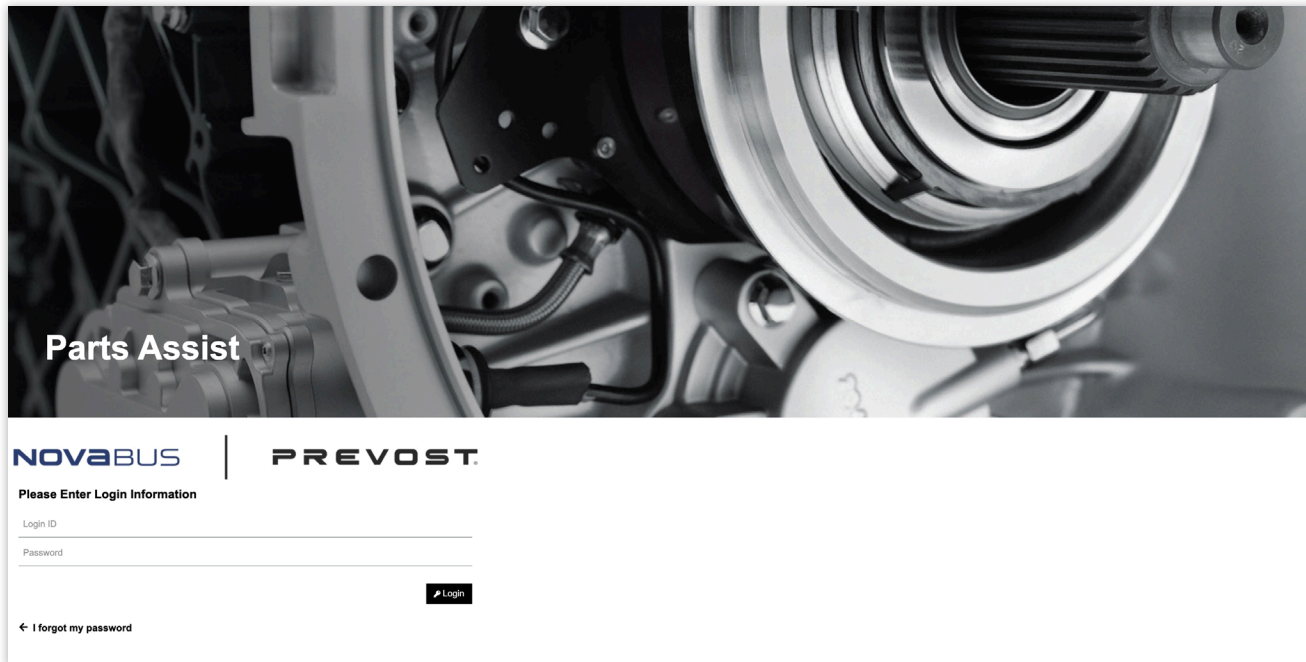 Parts Assist
NOVaBUS | PREVOST®
Please Enter Login Information
Login ID
Password
Login
I forgot my password